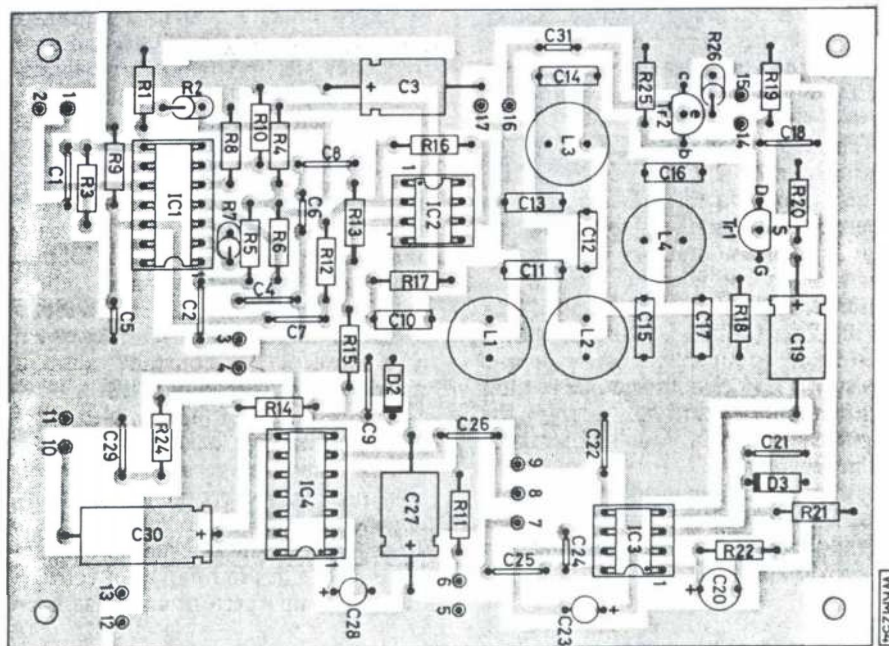 C31
C14
R26
R25
c
e
b
Tr2
15
14
R19
C18
2
1
R1
R2
R10
R4
R8
C3
17
16
L3
R16
C8
C1
R3
R9
IC1
1
R7
R5
R6
C6
R13
R12
1
IC2
C13
C12
C16
L4
D
S
G
Tr1
R20
C5
C2
C4
C7
R17
C10
C11
L1
L2
C15
C17
R18
+
C19
3
4
R15
D2
C9
11
10
C29
R24
R14
C26
C22
C21
D3
IC4
1
C27
+
R11
9
8
7
C30
+
C25
C24
IC3
1
R21
R22
13
12
+
C28
6
5
C23
+
+
C20
WRM254